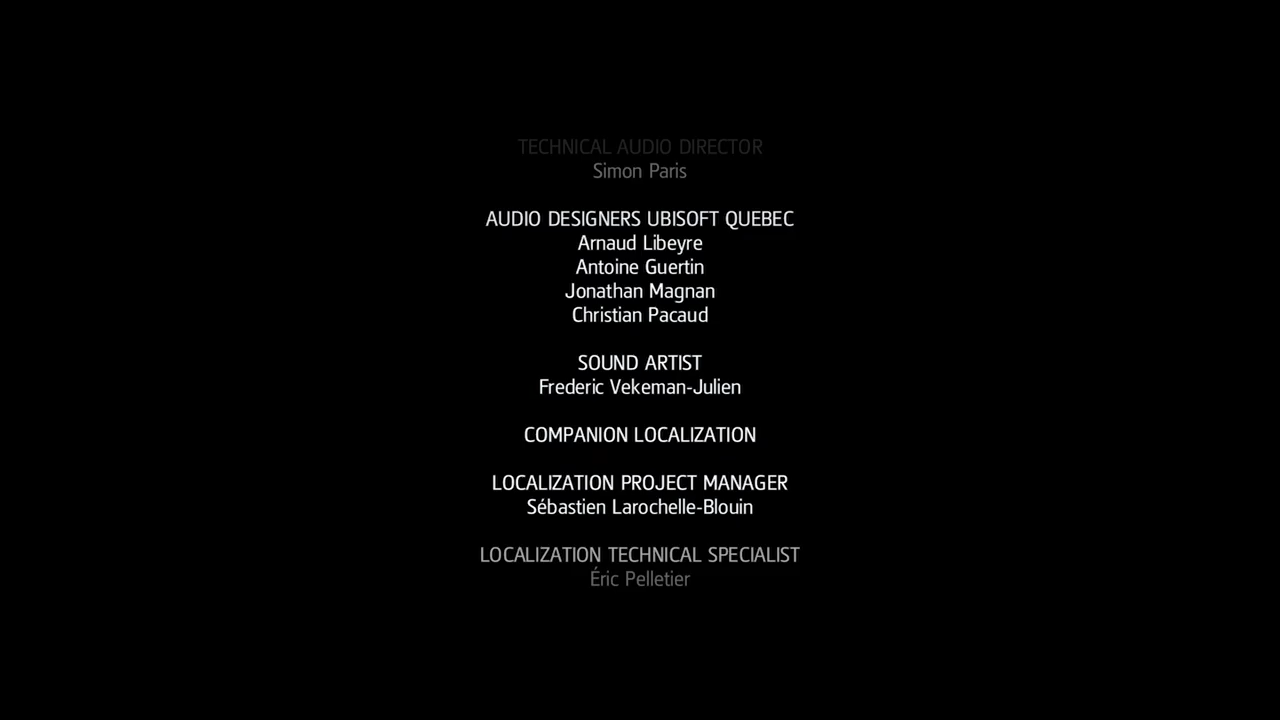 TECHNICAL AUDIO DIRECTOR
Simon Paris
AUDIO DESIGNERS UBISOFT QUEBEC
Arnaud Libeyre
Antoine Guertin
Jonathan Magnan
Christian Pacaud
SOUND ARTIST
Frederic Vekeman-Julien
COMPANION LOCALIZATION
LOCALIZATION PROJECT MANAGER
Sébastien Larochelle-Blouin
LOCALIZATION TECHNICAL SPECIALIST
Éric Pelletier